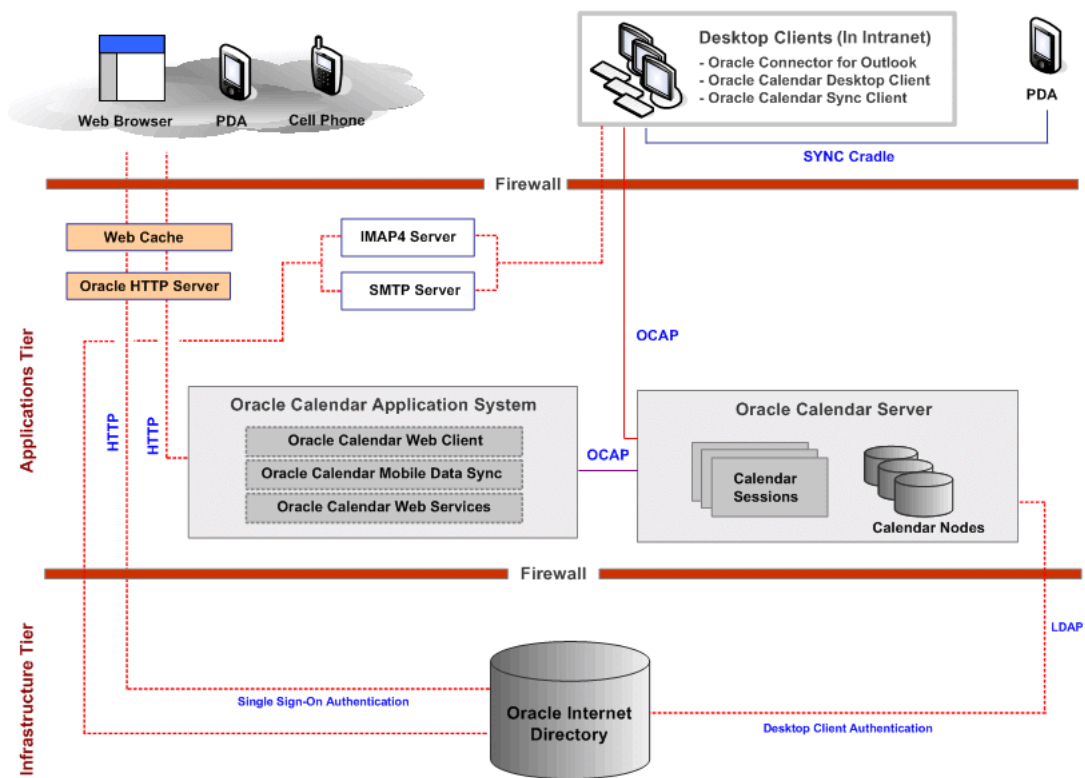 Desktop Clients (In Intranet)
- Oracle Connector for Outlook
- Oracle Calendar Desktop Client
- Oracle Calendar Sync Client
Web Browser
PDA
Cell Phone
PDA
SYNC Cradle
Firewall
Web Cache
IMAP4 Server
Oracle HTTP Server
SMTP Server
OCAP
Applications Tier
HTTP
HTTP
Oracle Calendar Application System
Oracle Calendar Web Client
Oracle Calendar Mobile Data Sync
Oracle Calendar Web Services
OCAP
Oracle Calendar Server
Calendar
Sessions
Calendar Nodes
Firewall
Infrastructure Tier
LDAP
Single Sign-On Authentication
Oracle Internet
Directory
Desktop Client Authentication